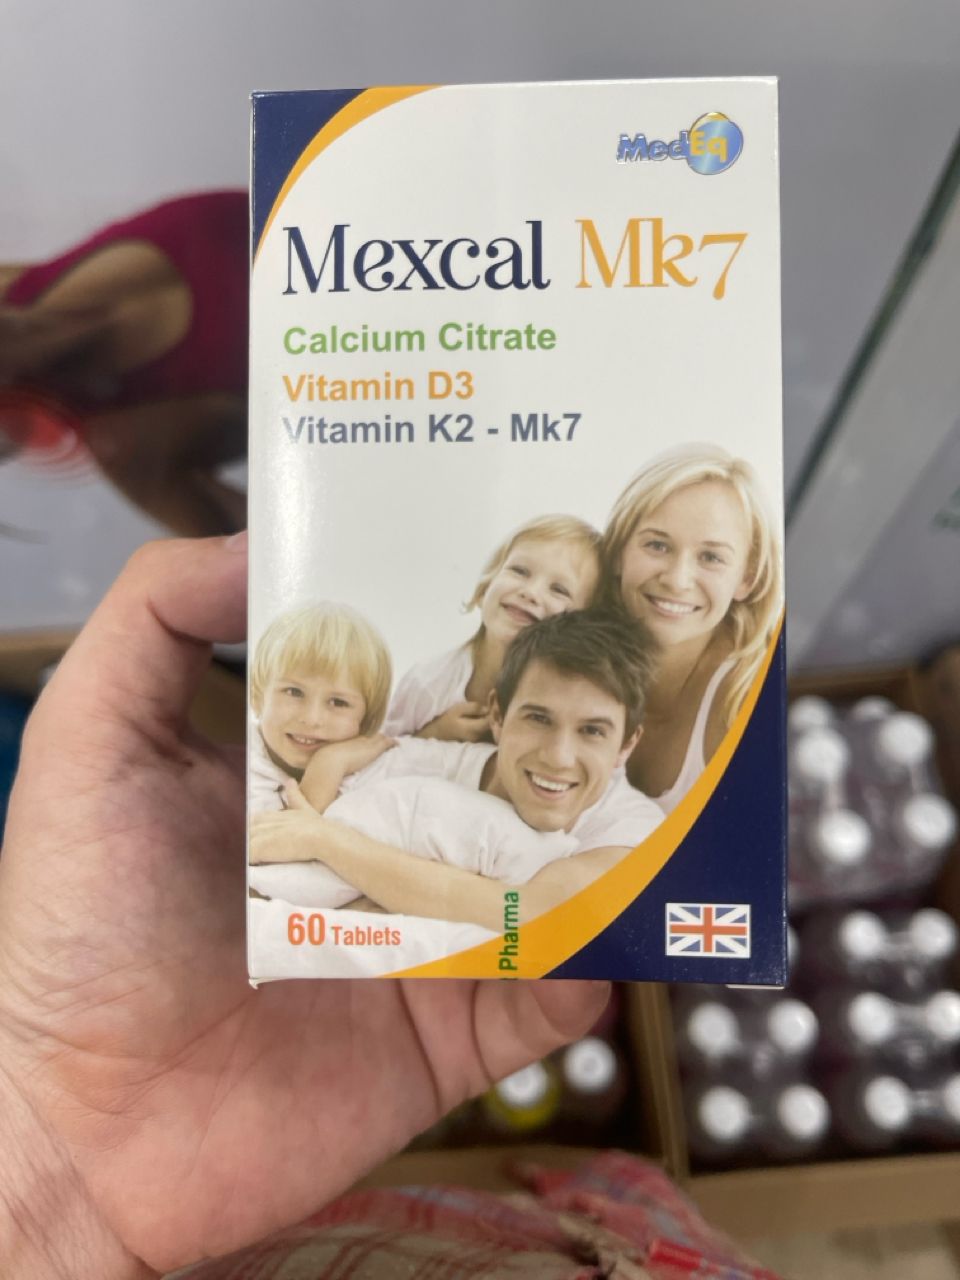 MedEq
Mexcal Mk7
Calcium Citrate
Vitamin D3
Vitamin K2 - Mk7
60 Tablets
Pharma